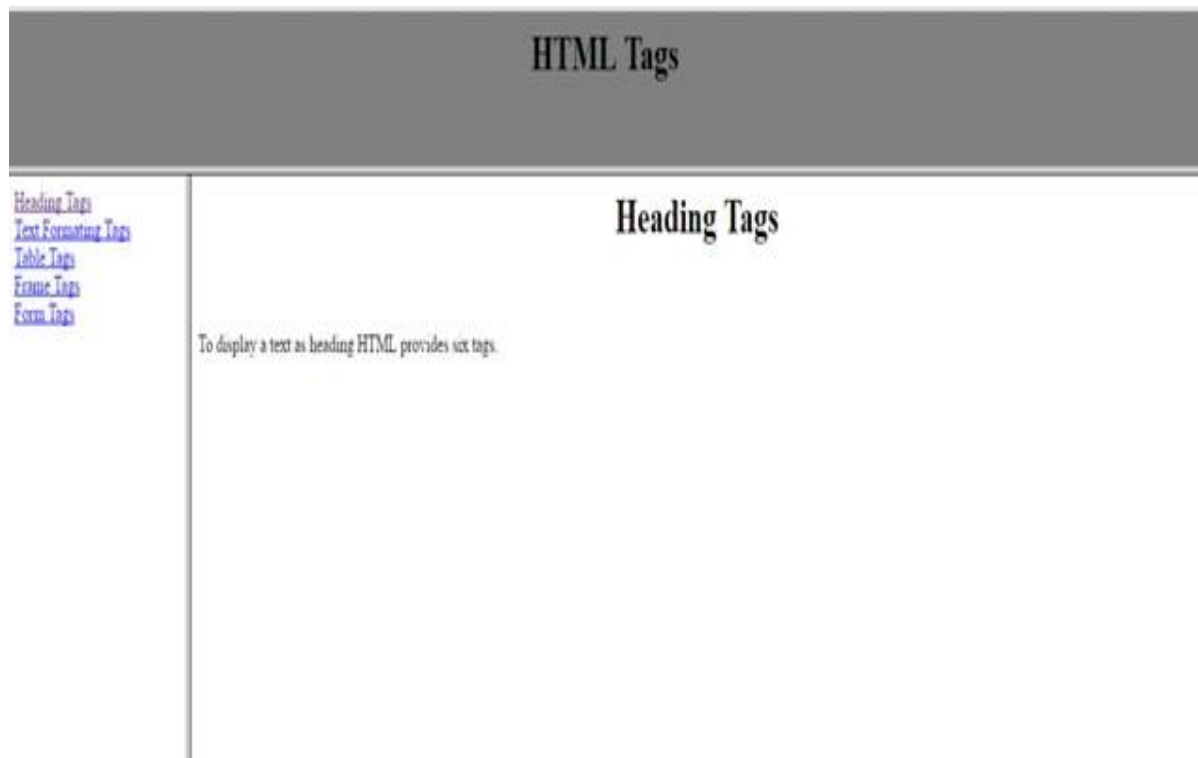 HTML Tags
Heading Tags
Text Formating Tags
Table Tags
Frame Tags
Form Tags
Heading Tags
To display a text as heading HTML provides six tags.